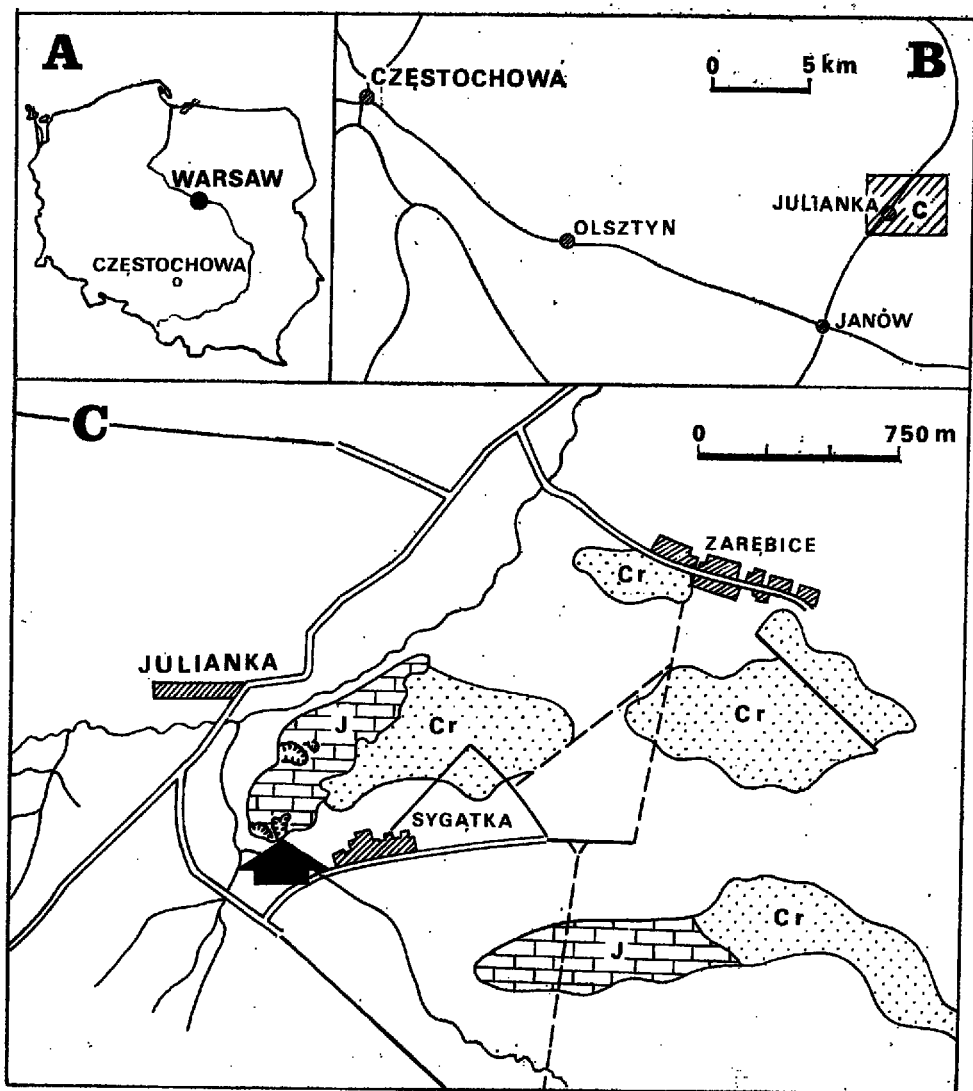 A
WARSAW
CZĘSTOCHOWA
B
CZĘSTOCHOWA
0 5 km
JULIANKA
C
OLSZTYN
JANÓW
C
0 750 m
ZARĘBICE
Cr
JULIANKA
J
Cr
Cr
SYGĄTKA
Cr
J